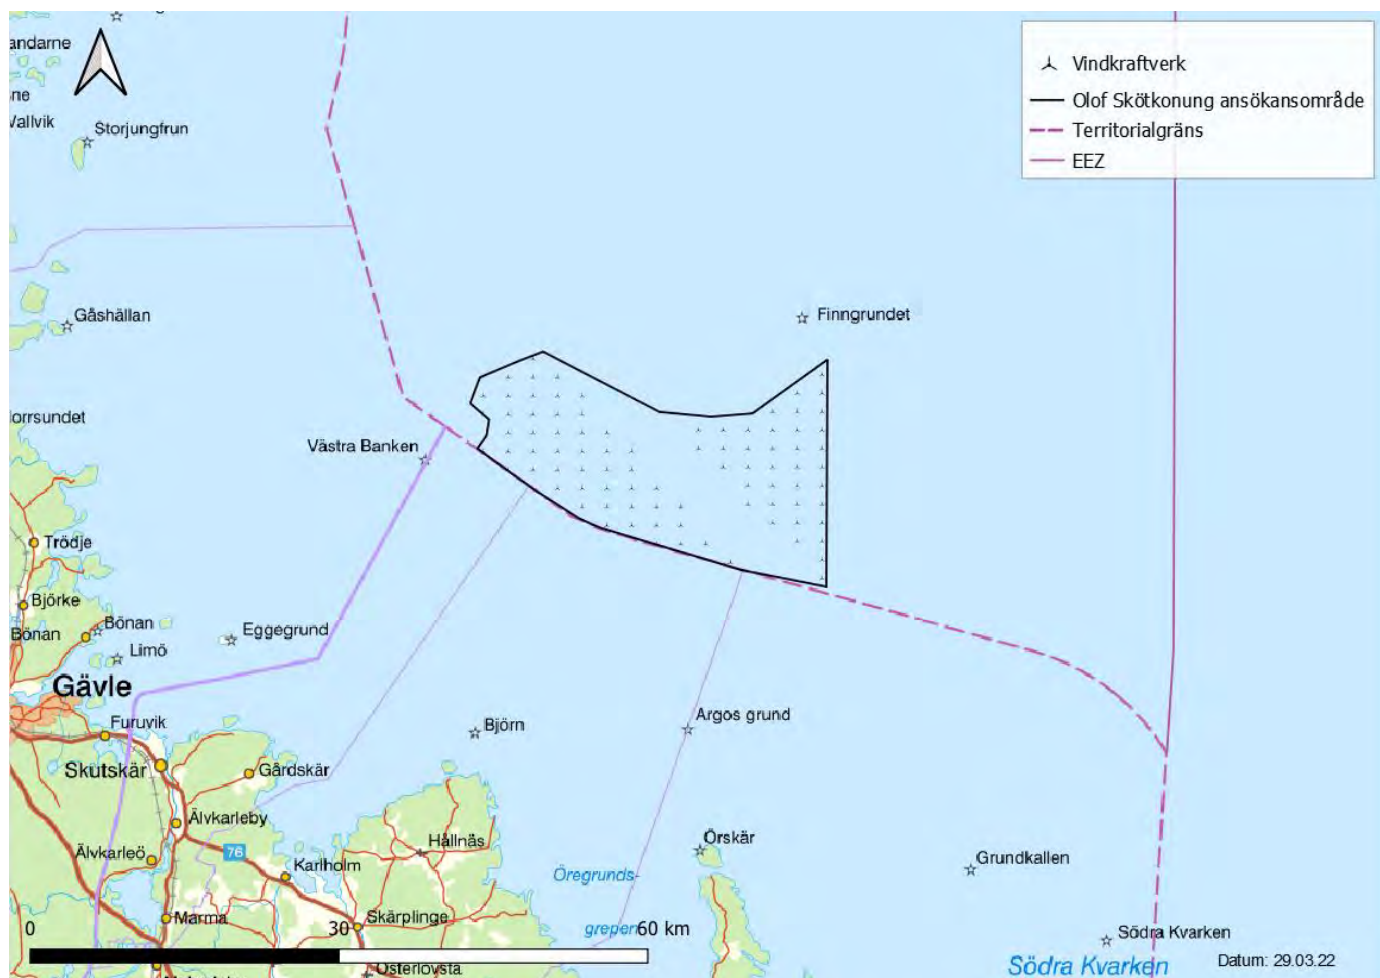 andarne
ne
Vallvik
Storjungfrun
Vindkraftverk
Olof Skötkonung ansökansområde
Territorialgräns
EEZ
Gåshällan
Finngrundet
orrsundet
Västra Banken
Trödje
Björke
Bönan
Bönan
Limö
Eggegrund
Gävle
Furuvik
Björn
Argos grund
Skutskär
Gårdskär
Älvkarleby
Hållnäs
Örskär
76
Älvkarleö
Karlholm
Grundkallen
Öregrunds-
grepen
Marma
Skärplinge
0
30
60 km
Södra Kvarken
Österlövsta
Södra Kvarken
Datum: 29.03.22